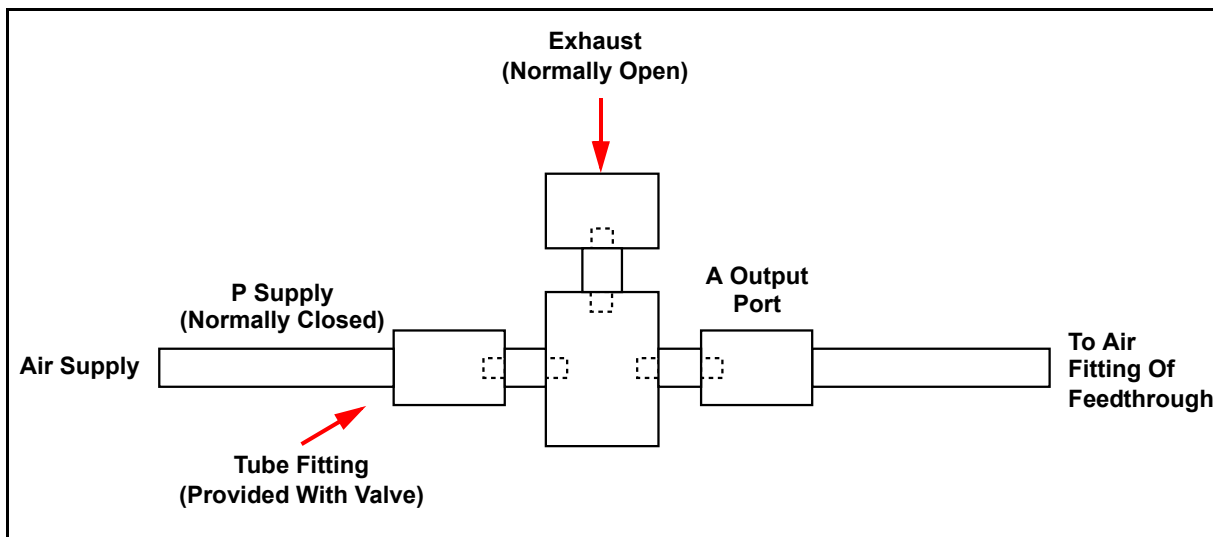 Exhaust
(Normally Open)
P Supply
(Normally Closed)
A Output
Port
Air Supply
To Air
Fitting Of
Feedthrough
Tube Fitting
(Provided With Valve)